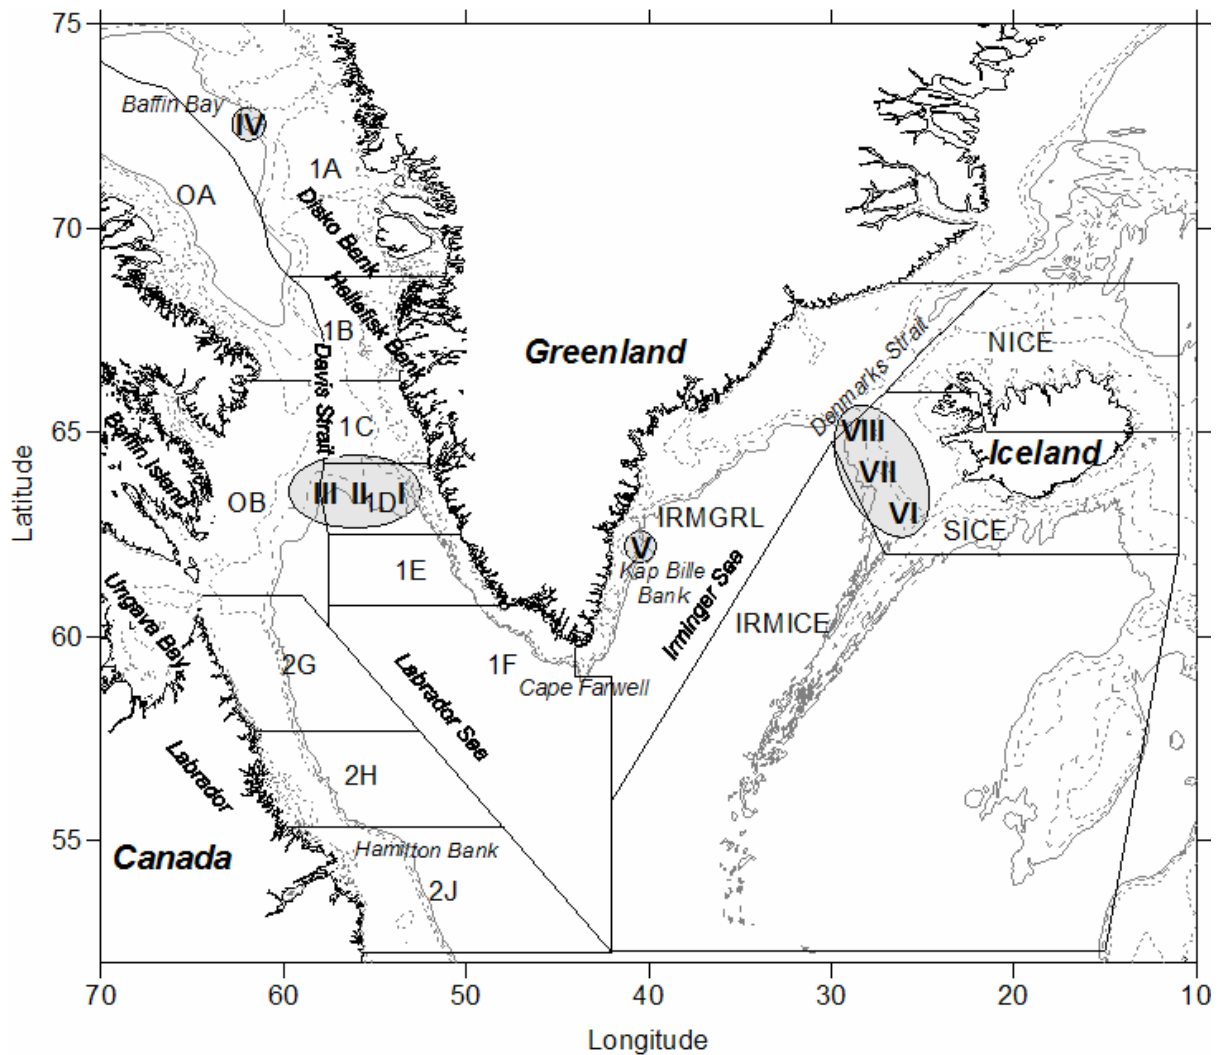 75
Baffin Bay
IV
1A
OA
Disko Bank
70
Hellefisk Bank
1B
Davis Strait
Greenland
Denmarks Strait
NICE
1C
65
Latitude
Baffin Island
OB
III
II
1D
I
VIII
VII
VI
Iceland
IRMGRL
SICE
V
Kap Bille
Bank
1E
Irminger See
Ungava Bay
60
2G
1F
IRMICE
Labrador See
Cape Farwell
Labrador
2H
55
Canada
Hamilton Bank
2J
70
60
50
40
30
20
10
Longitude